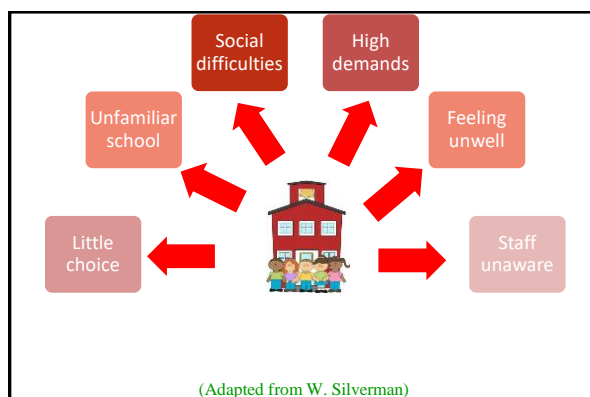 Social
difficulties
High
demands
Unfamiliar
school
Feeling
unwell
Little
choice
Staff
unaware
(Adapted from W. Silverman)